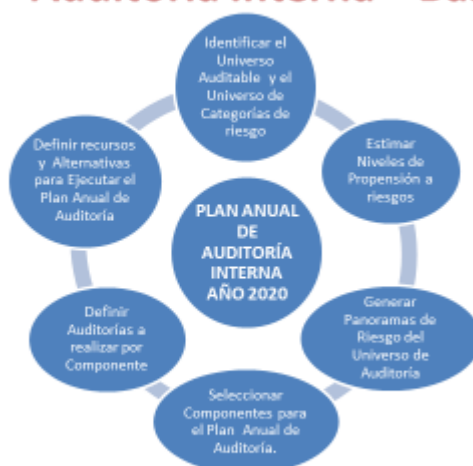 Auditoría Interna
Identificar el
Universo
Auditable y el
Universo de
Categorías de
riesgo
Estimar
Niveles de
Propensión a
riesgos
Generar
Panoramas de
Riesgo del
Universo de
Auditoría
Seleccionar
Componentes para
el Plan Anual de
Auditoría.
Definir
Auditorías a
realizar por
Componente
Definir recursos
y Alternativas
para Ejecutar el
Plan Anual de
Auditoría
PLAN ANUAL
DE
AUDITORÍA
INTERNA
AÑO 2020